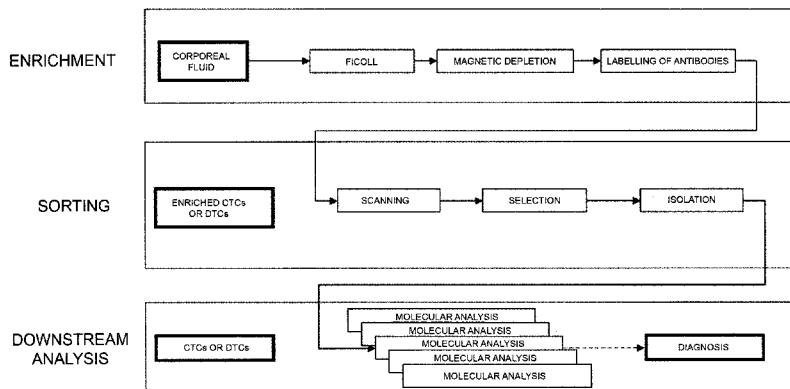 ENRICHMENT
CORPOREAL
FLUID
FICOLL
MAGNETIC DEPLETION
LABELLING OF ANTIBODIES
SORTING
ENRICHED CTCs
OR DTCs
SCANNING
SELECTION
ISOLATION
DOWNSTREAM
ANALYSIS
CTCs OR DTCs
MOLECULAR ANALYSIS
MOLECULAR ANALYSIS
MOLECULAR ANALYSIS
MOLECULAR ANALYSIS
MOLECULAR ANALYSIS
DIAGNOSIS